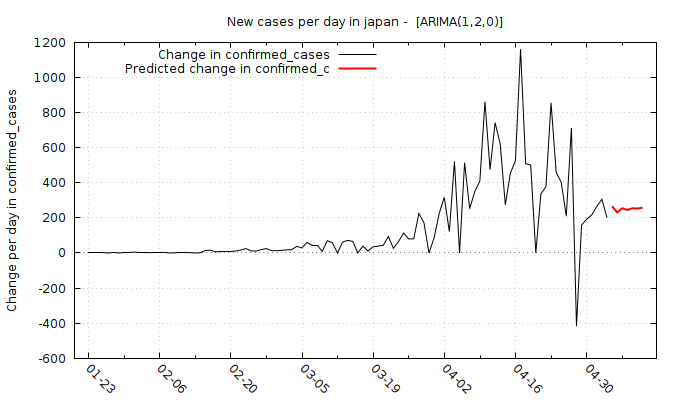 New cases per day in japan -  [ARIMA(1,2,0)]
Change in confirmed_cases
Predicted change in confirmed_c
Change per day in confirmed_cases
1200
1000
800
600
400
200
0
-200
-400
-600
01-23 02-06 02-20 03-05 03-19 04-02 04-16 04-30